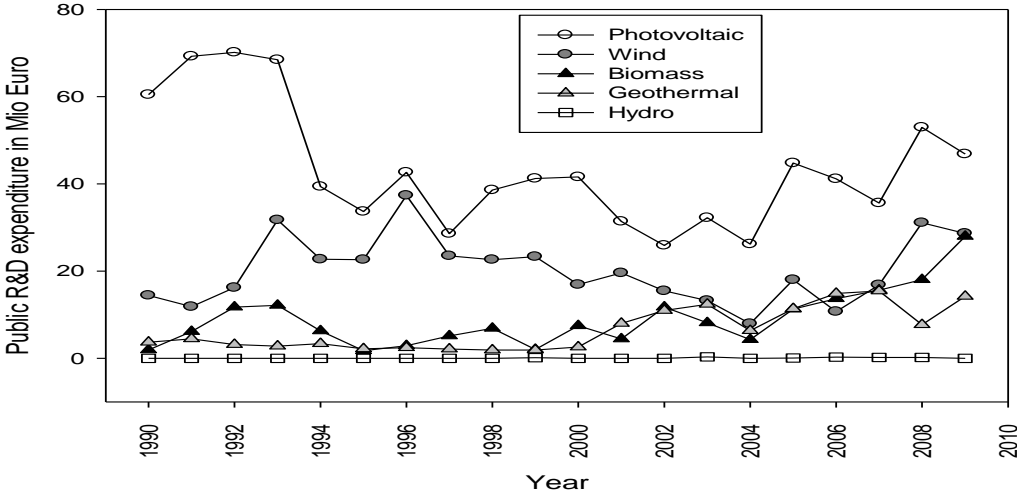 Public R&D expenditure in Mio Euro
80
60
40
20
0
Photovoltaic
Wind
Biomass
Geothermal
Hydro
1990
1992
1994
1996
1998
2000
2002
2004
2006
2008
2010
Year